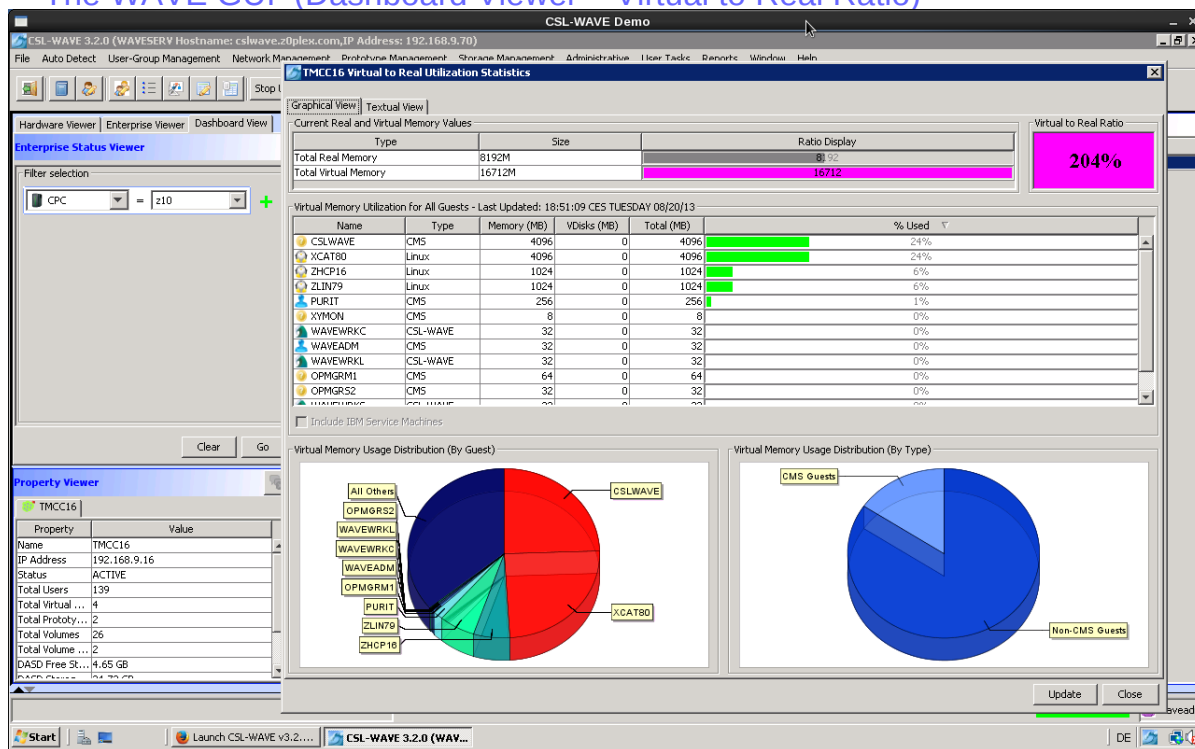 The WAVE GUI (Dashboard Viewer – Virtual to Real Ratio)
CSL-WAVE Demo
CSL-WAVE 3.2.0 (WAVESERV Hostname: cslwave.z0plex.com,IP Address: 192.168.9.70)
File Auto Detect User-Group Management Network Management Prototype Management Storage Management Administrative User Tasks Reports Window Help
TMCC16 Virtual to Real Utilization Statistics
Stop
Graphical View Textual View
Hardware Viewer Enterprise Viewer Dashboard View
Enterprise Status Viewer
Filter selection
CPC = z10
Clear Go
Current Real and Virtual Memory Values
Type Size Ratio Display
Total Real Memory 8192M 8192
Total Virtual Memory 16712M 16712
Virtual to Real Ratio
204%
Virtual Memory Utilization for All Guests - Last Updated: 18:51:09 CES TUESDAY 08/20/13
Name Type Memory (MB) VDisks (MB) Total (MB) % Used
CSLWAVE CMS 4096 0 4096 24%
XCAT80 Linux 4096 0 4096 24%
ZHCP16 Linux 1024 0 1024 6%
ZLIN79 Linux 1024 0 1024 6%
PURIT CMS 256 0 256 1%
XYMON CMS 8 0 8 0%
WAVEWRKC CSL-WAVE 32 0 32 0%
WAVEADM CMS 32 0 32 0%
WAVEWRKL CSL-WAVE 32 0 32 0%
OPMGRM1 CMS 64 0 64 0%
OPMGRS2 CMS 32 0 32 0%
Include IBM Service Machines
Virtual Memory Usage Distribution (By Guest)
All Others
OPMGRS2
WAVEWRKL
WAVEWRKC
WAVEADM
OPMGRM1
PURIT
ZLIN79
ZHCP16
CSLWAVE
XCAT80
Virtual Memory Usage Distribution (By Type)
CMS Guests
Non-CMS Guests
Property Viewer
TMCC16
Property Value
Name TMCC16
IP Address 192.168.9.16
Status ACTIVE
Total Users 139
Total Virtual ... 4
Total Prototy... 2
Total Volumes 26
Total Volume ... 2
DASD Free St... 4.65 GB
Update Close
Start Launch CSL-WAVE v3.2.... CSL-WAVE 3.2.0 (WAV... DE